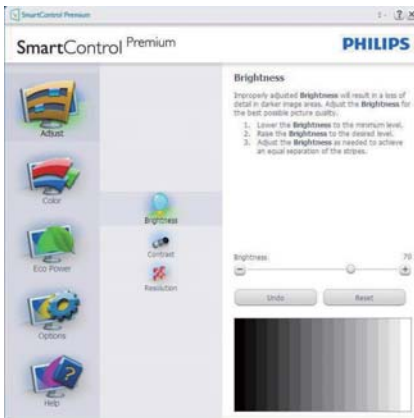 SmartControl Premium
SmartControl Premium
PHILIPS
Adjust
Color
Eco Power
Options
Help
Brightness
Contrast
Resolution
Brightness
Improperly adjusted Brightness will result in a loss of
detail in darker image areas. Adjust the Brightness for
the best possible picture quality.
1. Lower the Brightness to the minimum level.
2. Raise the Brightness to the desired level.
3. Adjust the Brightness as needed to achieve
an equal separation of the stripes.
Brightness 70
Undo Reset